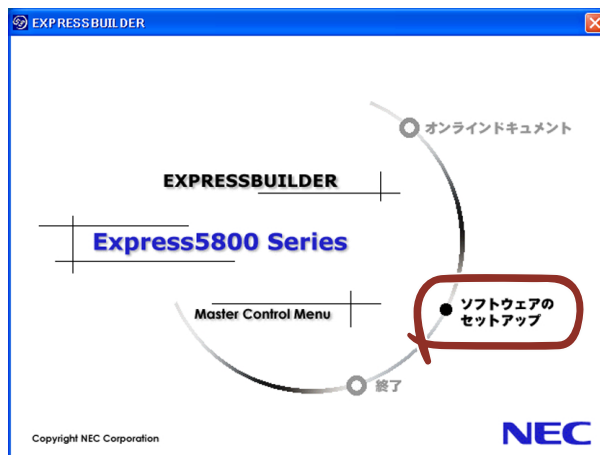 EXPRESSBUILDER
オンラインドキュメント
EXPRESSBUILDER
Express5800 Series
ソフトウェアの
セットアップ
Master Control Menu
終了
Copyright NEC Corporation
NEC